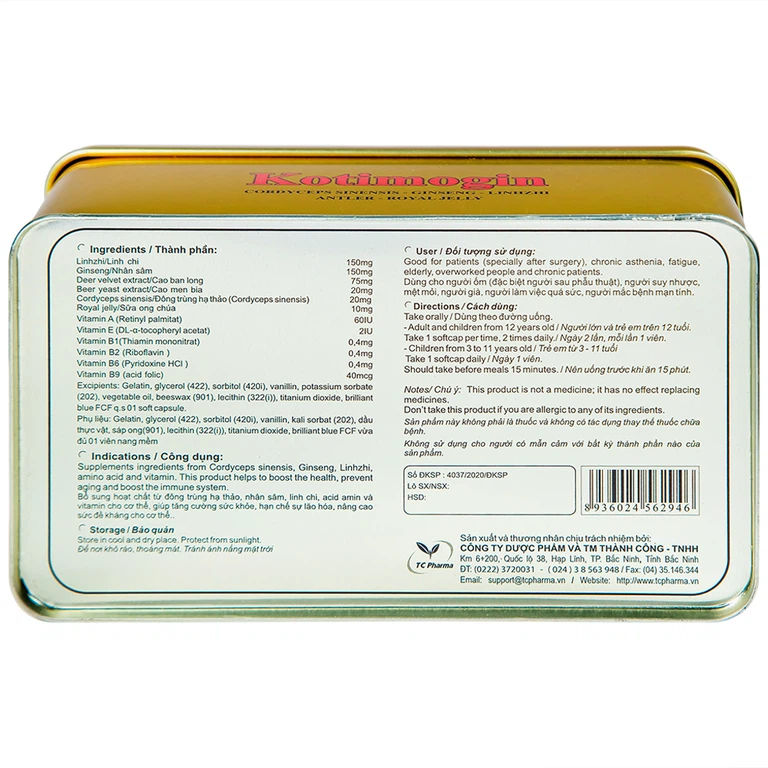 Kotimogin
CORDYCEPS SINENSIS - GINSENG - LINHZHI
ANTLER - ROYAL JELLY
Ingredients / Thành phần:
Linhzhi/Linh chi 150mg
Ginseng/Nhân sâm 150mg
Deer velvet extract/Cao ban long 75mg
Beer yeast extract/Cao men bia 20mg
Cordyceps sinensis/Đông trùng hạ thảo (Cordyceps sinensis) 20mg
Royal jelly/Sữa ong chúa 10mg
Vitamin A (Retinyl palmitat) 60IU
Vitamin E (DL-α-tocopheryl acetat) 2IU
Vitamin B1(Thiamin mononitrat) 0,4mg
Vitamin B2 (Riboflavin ) 0,4mg
Vitamin B6 (Pyridoxine HCl ) 0,4mg
Vitamin B9 (acid folic) 40mcg
Excipients: Gelatin, glycerol (422), sorbitol (420i), vanillin, potassium sorbate
(202), vegetable oil, beeswax (901), lecithin (322(i)), titanium dioxide, brilliant
blue FCF q.s 01 soft capsule.
Phụ liệu: Gelatin, glycerol (422), sorbitol (420i), vanillin, kali sorbat (202), dầu
thực vật, sáp ong(901), lecithin (322(i)), titanium dioxide, brilliant blue FCF vừa
đủ 01 viên nang mềm
Indications / Công dụng:
Supplements ingredients from Cordyceps sinensis, Ginseng, Linhzhi,
amino acid and vitamin. This product helps to boost the health, prevent
aging and boost the immune system.
Bổ sung hoạt chất từ đông trùng hạ thảo, nhân sâm, linh chi, acid amin và
vitamin cho cơ thể, giúp tăng cường sức khỏe, hạn chế sự lão hóa, nâng cao
sức đề kháng cho cơ thể..
Storage / Bảo quản
Store in cool and dry place. Protect from sunlight.
Để nơi khô ráo, thoáng mát. Tránh ánh nắng mặt trời
User / Đối tượng sử dụng:
Good for patients (specially after surgery), chronic asthenia, fatigue,
elderly, overworked people and chronic patients.
Dùng cho người ốm (đặc biệt người sau phẫu thuật), người suy nhược,
mệt mỏi, người già, người làm việc quá sức, người mắc bệnh mạn tính.
Directions / Cách dùng:
Take orally / Dùng theo đường uống.
- Adult and children from 12 years old / Người lớn và trẻ em trên 12 tuổi.
Take 1 softcap per time, 2 times daily./ Ngày 2 lần, mỗi lần 1 viên.
- Children from 3 to 11 years old / Trẻ em từ 3 - 11 tuổi
Take 1 softcap daily / Ngày 1 viên.
Should take before meals 15 minutes. / Nên uống trước khi ăn 15 phút.
Notes/ Chú ý: This product is not a medicine; it has no effect replacing
medicines.
Don't take this product if you are allergic to any of its ingredients.
Sản phẩm này không phải là thuốc và không có tác dụng thay thế thuốc chữa
bệnh.
Không sử dụng cho người có mẫn cảm với bất kỳ thành phần nào của
sản phẩm.
Số ĐKSP : 4037/2020/ĐKSP
Lô SX/NSX:
HSD:
8 936024 562946
TC Pharma
Sản xuất và thương nhân chịu trách nhiệm bởi:
CÔNG TY DƯỢC PHẨM VÀ TM THÀNH CÔNG - TNHH
Km 6+200,- Quốc lộ 38, Hạp Lĩnh, TP. Bắc Ninh, Tỉnh Bắc Ninh
ĐT: (0222) 3720031 - ( 024 ) 3 8 563 948 / Fax: (04) 35.146.344
Email: support@tcpharma.vn / Website: http://www.tcpharma.vn